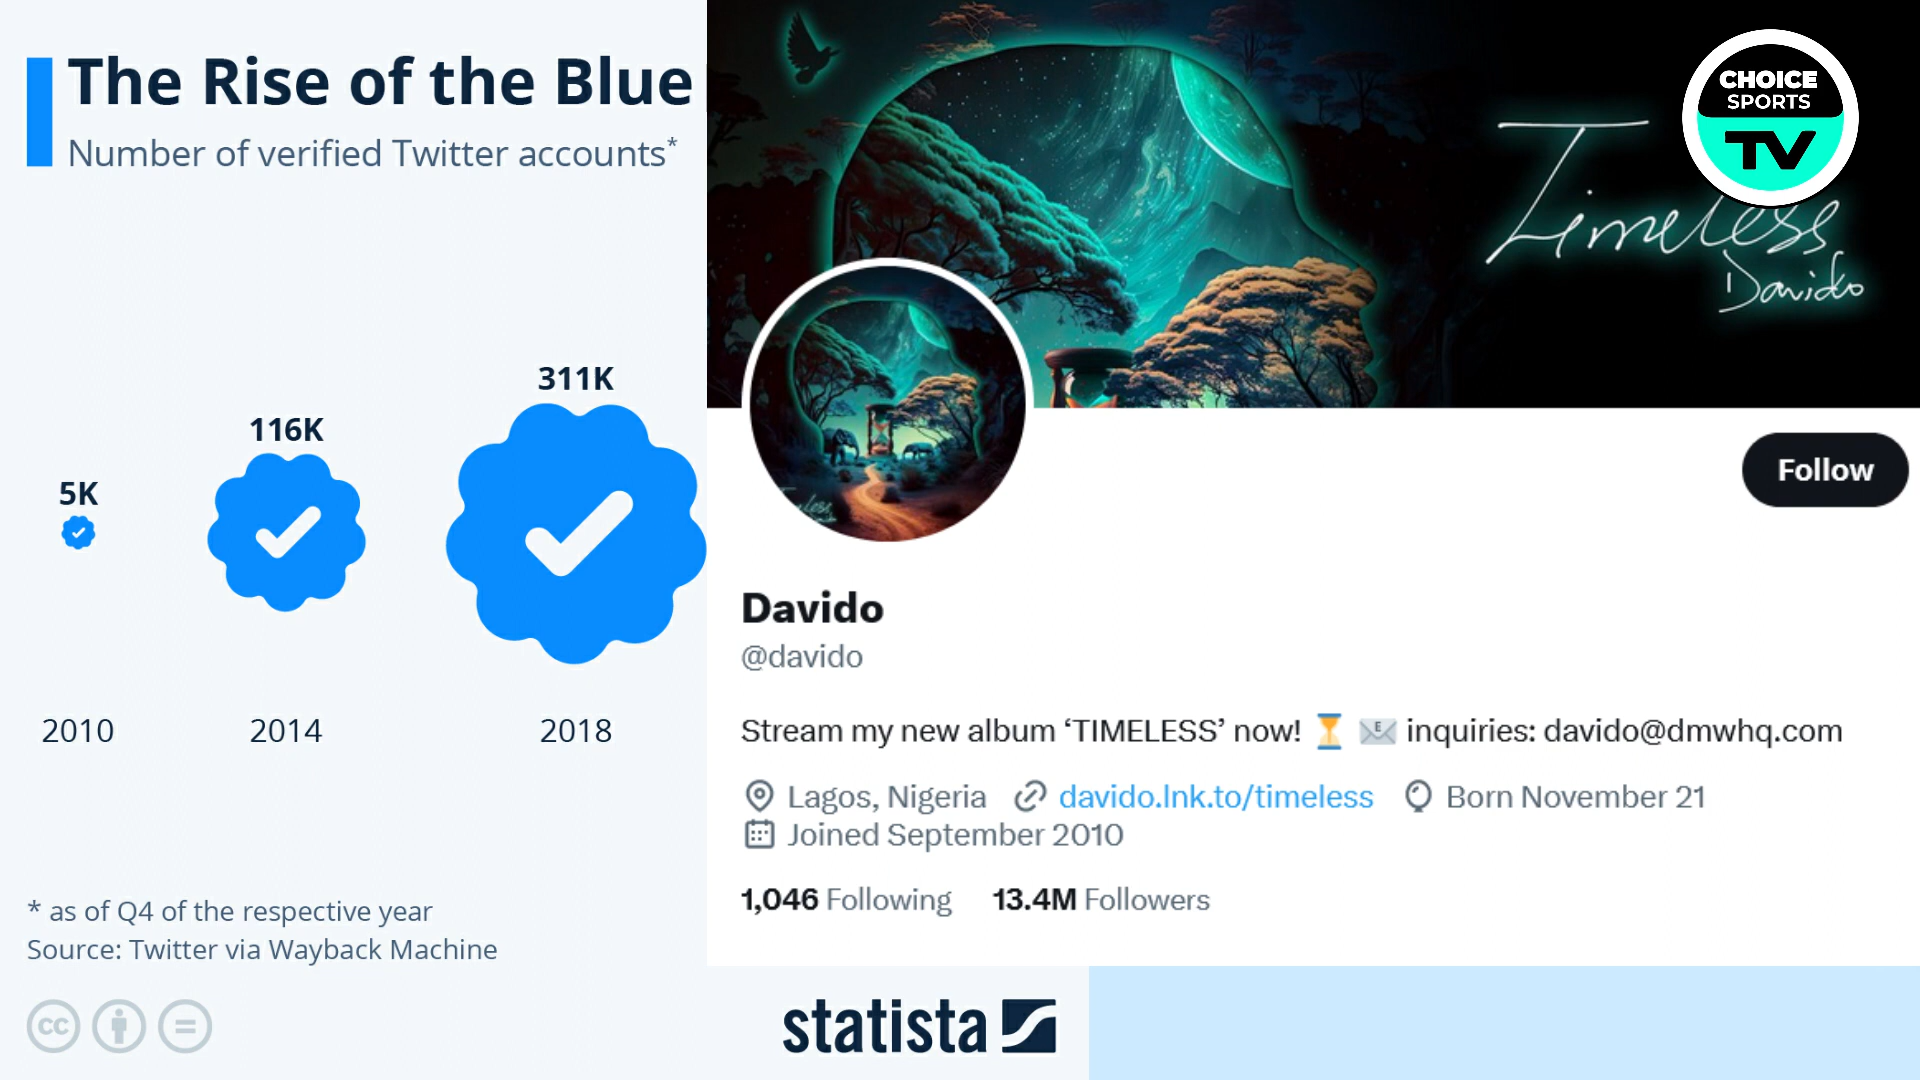 The Rise of the Blue
Number of verified Twitter accounts*
5K
116K
311K
2010
2014
2018
* as of Q4 of the respective year
Source: Twitter via Wayback Machine
cc
statista
CHOICE
SPORTS
TV
Timeless
Davido
Follow
Davido
@davido
Stream my new album ‘TIMELESS’ now! ⏳ 📧 inquiries: davido@dmwhq.com
Lagos, Nigeria davido.lnk.to/timeless Born November 21
Joined September 2010
1,046 Following 13.4M Followers